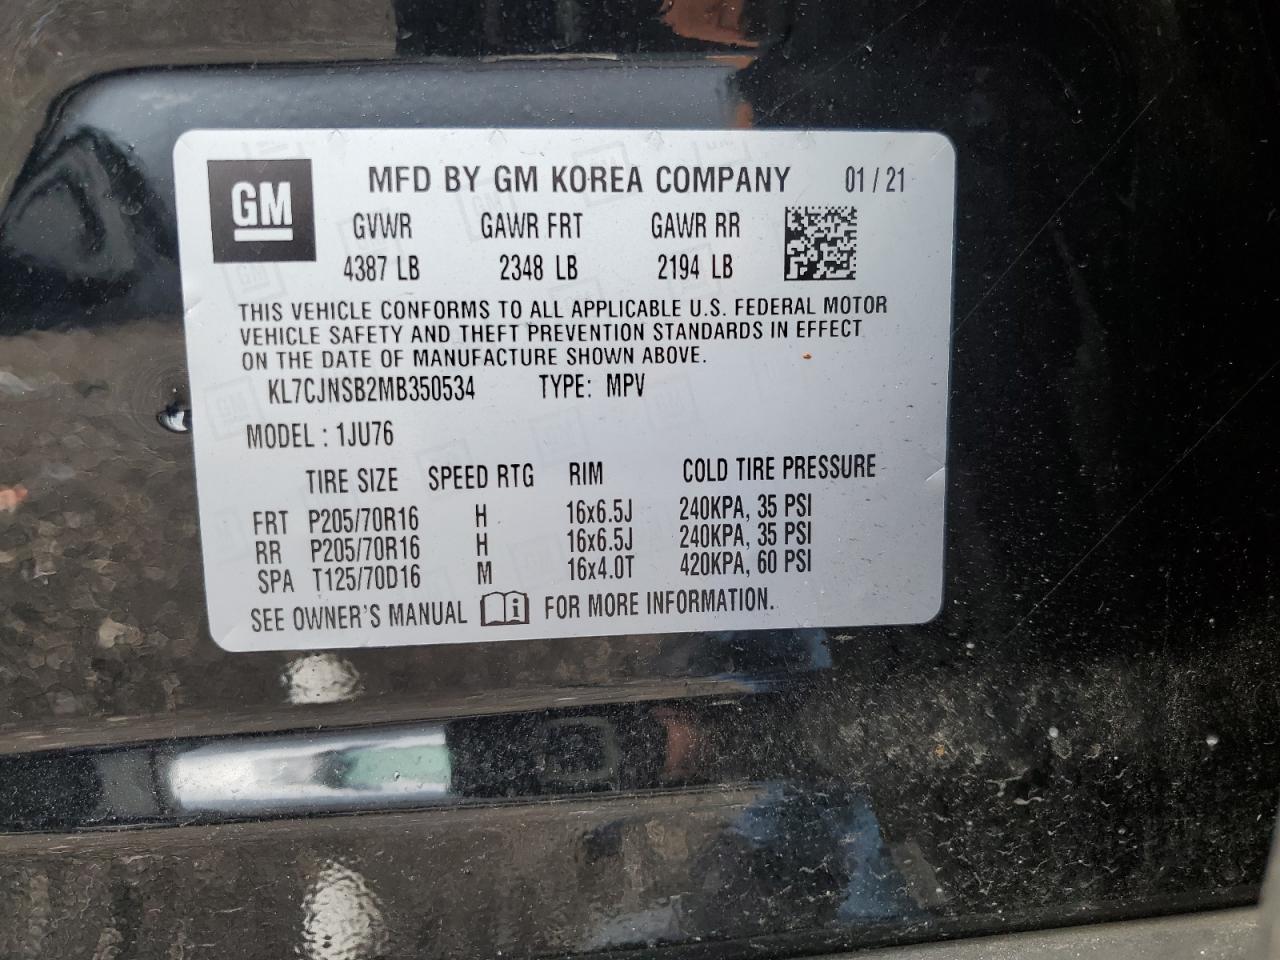 GM MFD BY GM KOREA COMPANY 01 / 21
GVWR GAWR FRT GAWR RR
4387 LB 2348 LB 2194 LB
THIS VEHICLE CONFORMS TO ALL APPLICABLE U.S. FEDERAL MOTOR
VEHICLE SAFETY AND THEFT PREVENTION STANDARDS IN EFFECT
ON THE DATE OF MANUFACTURE SHOWN ABOVE.
KL7CJNSB2MB350534 TYPE: MPV
MODEL : 1JU76
TIRE SIZE SPEED RTG RIM COLD TIRE PRESSURE
FRT P205/70R16 H 16x6.5J 240KPA, 35 PSI
RR P205/70R16 H 16x6.5J 240KPA, 35 PSI
SPA T125/70D16 M 16x4.0T 420KPA, 60 PSI
SEE OWNER'S MANUAL i FOR MORE INFORMATION.